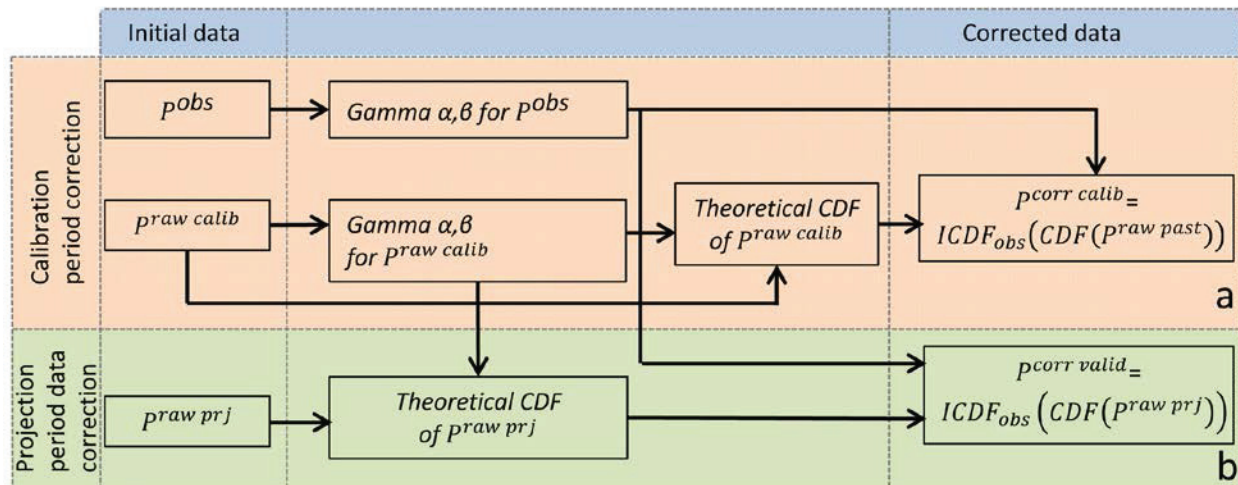 Initial data
Corrected data
Calibration
period correction
P^obs
Gamma α,β for P^obs
P^raw calib
Gamma α,β
for P^raw calib
Theoretical CDF
of P^raw calib
P^corr calib=
ICDF_obs(CDF(P^raw past))
a
Projection
period data
correction
P^raw prj
Theoretical CDF
of P^raw prj
P^corr valid=
ICDF_obs(CDF(P^raw prj))
b